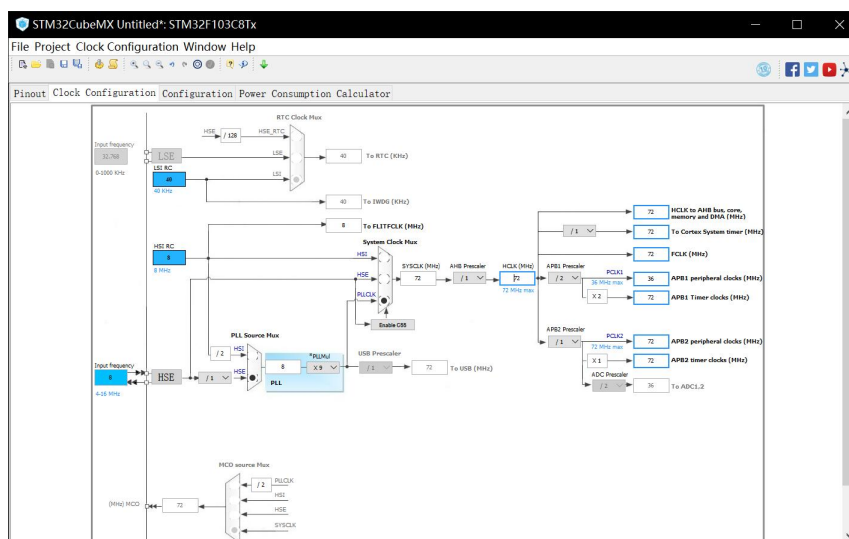 STM32CubeMX Untitled*: STM32F103C8Tx
File Project Clock Configuration Window Help
Pinout Clock Configuration Configuration Power Consumption Calculator
RTC Clock Mux
HSE / 128 HSE_RTC
Input frequency
32.768 LSE LSE 40 To RTC (KHz)
0-1000 KHz
LSI RC LSI
40
40 KHz
40 To IWDG (KHz)
8 To FLITFCLK (MHz)
System Clock Mux
HSI RC HSI
8
8 MHz
HSE SYSCLK (MHz) AHB Prescaler HCLK (MHz) APB1 Prescaler
72 / 1 72 / 2 PCLK1
PLLCLK 72 MHz max 36 MHz max
Enable CSS X 2
72 HCLK to AHB bus, core,
memory and DMA (MHz)
/ 1 72 To Cortex System timer (MHz)
72 FCLK (MHz)
36 APB1 peripheral clocks (MHz)
72 APB1 Timer clocks (MHz)
APB2 Prescaler
/ 1 PCLK2 72 APB2 peripheral clocks (MHz)
72 MHz max
X 1 72 APB2 timer clocks (MHz)
ADC Prescaler
/ 2 36 To ADC1,2
PLL Source Mux
/ 2 HSI
*PLLMul USB Prescaler
Input frequency
8 HSE / 1 HSE 8 X 9 / 1 72 To USB (MHz)
4-16 MHz PLL
MCO source Mux
/ 2 PLLCLK
HSI
(MHz) MCO 72 HSE
SYSCLK